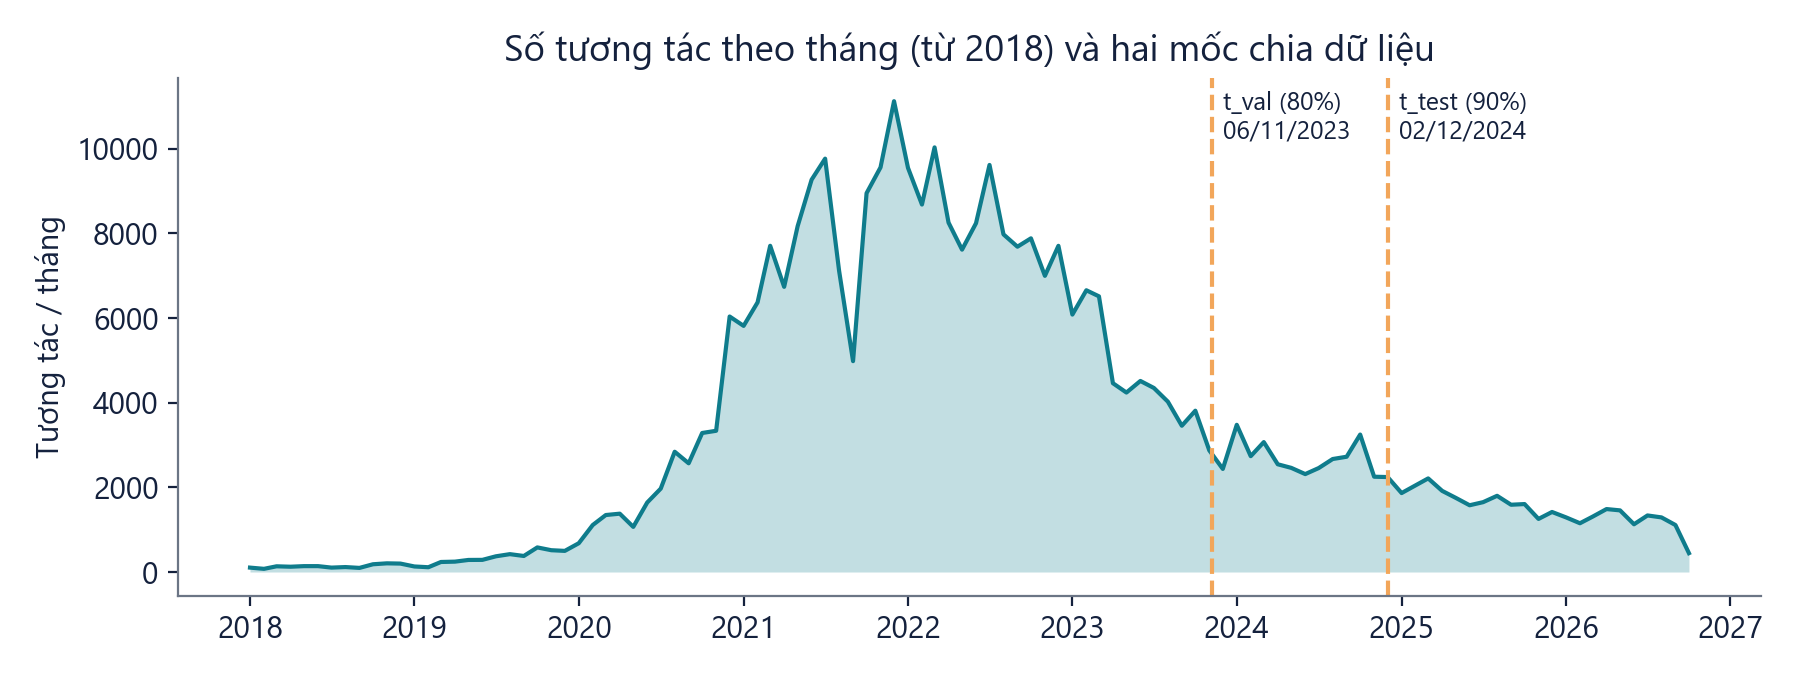 Số tương tác theo tháng (từ 2018) và hai mốc chia dữ liệu
t_val (80%)
06/11/2023
t_test (90%)
02/12/2024
Tương tác / tháng
10000
8000
6000
4000
2000
0
2018 2019 2020 2021 2022 2023 2024 2025 2026 2027